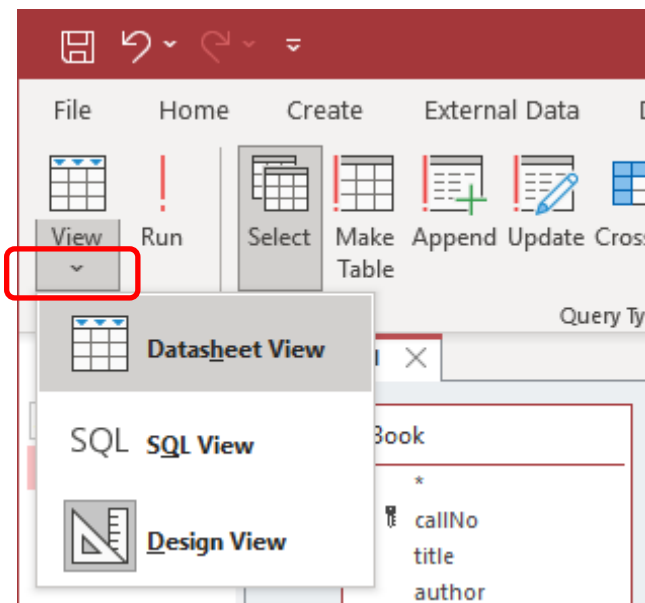 File Home Create External Data
View Run Select Make Table Append Update
Query
Datasheet View
SQL SQL View
Design View
Book
*
callNo
title
author